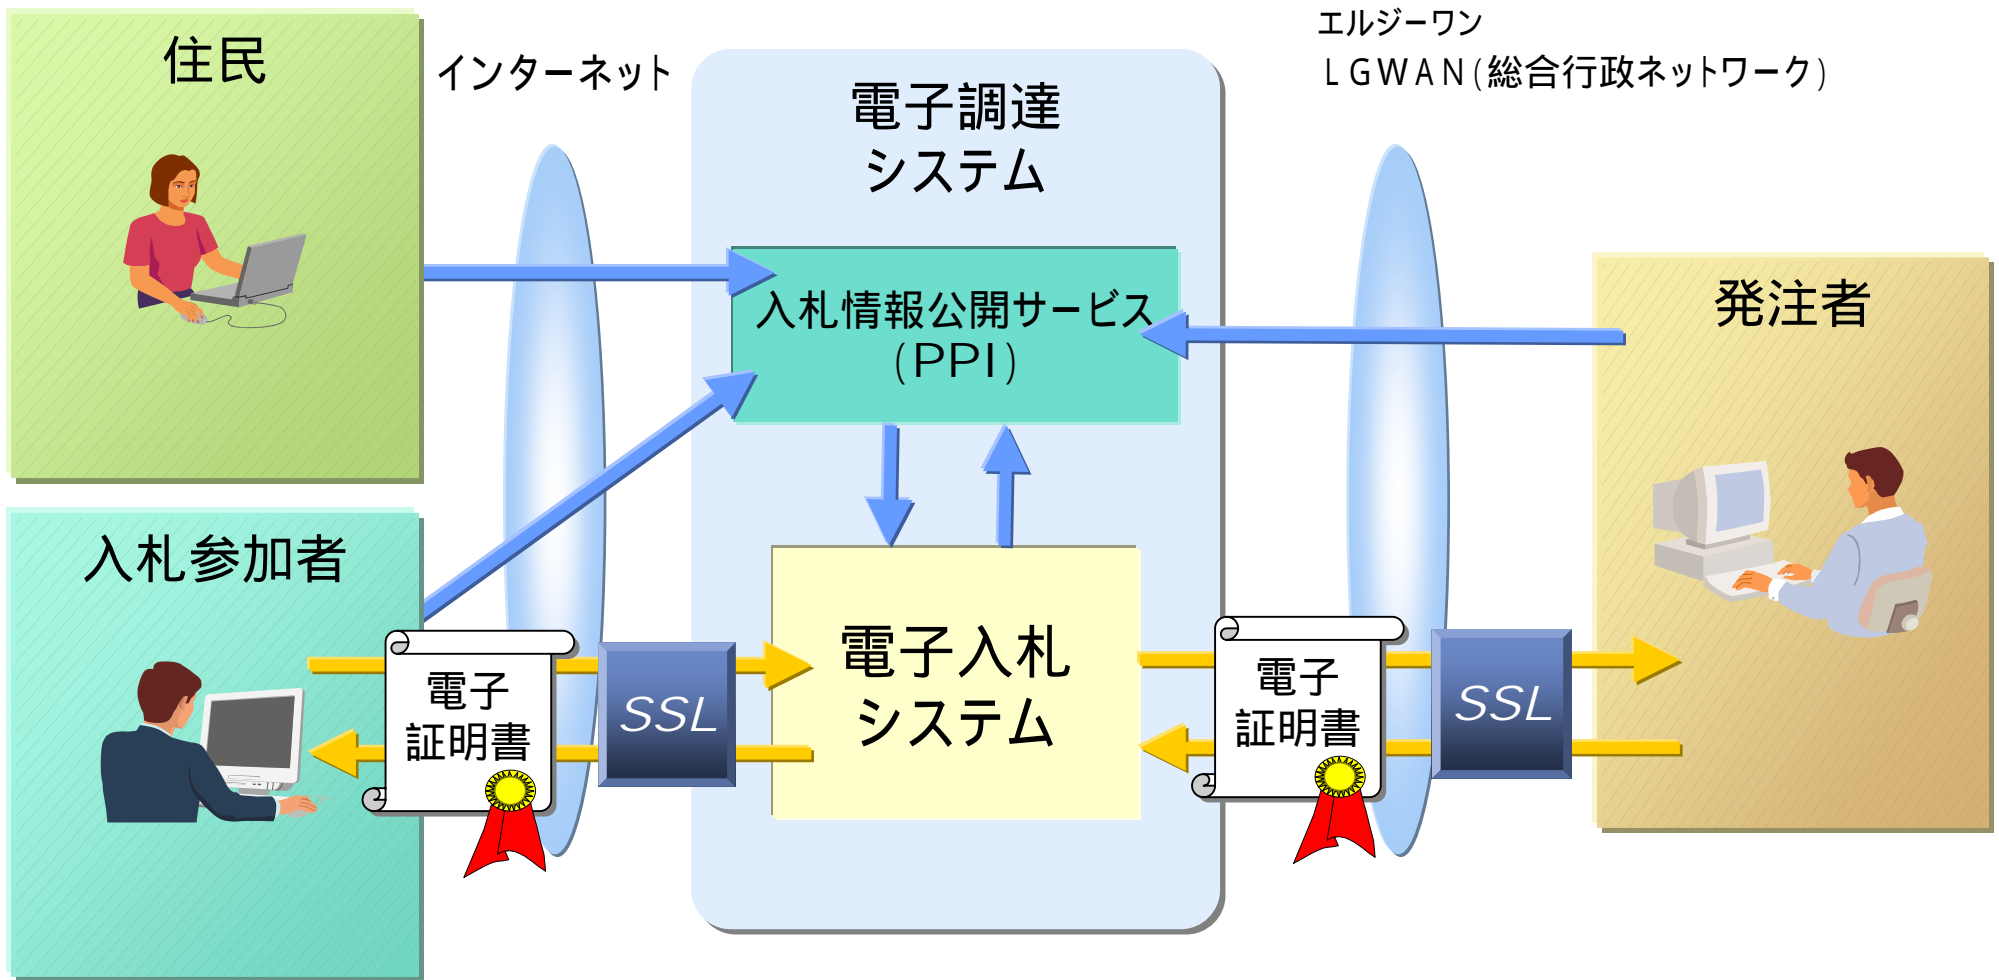 住民
インターネット
電子調達
システム
エルジーワン
LGWAN(総合行政ネットワーク)
入札情報公開サービス
(PPI)
発注者
入札参加者
電子
証明書
SSL
電子入札
システム
電子
証明書
SSL